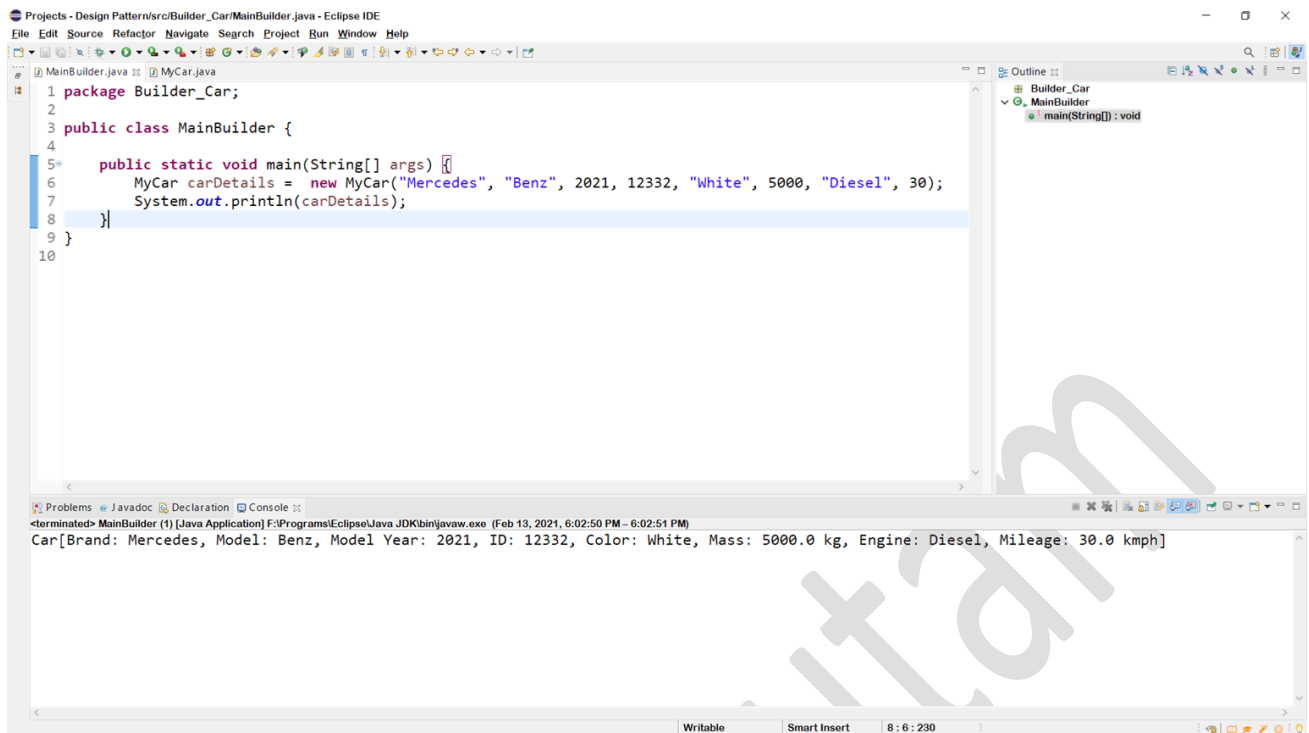 Projects - Design Pattern/src/Builder_Car/MainBuilder.java - Eclipse IDE
File Edit Source Refactor Navigate Search Project Run Window Help
MainBuilder.java MyCar.java
1 package Builder_Car;
2
3 public class MainBuilder {
4
5 public static void main(String[] args) {
6 MyCar carDetails = new MyCar("Mercedes", "Benz", 2021, 12332, "White", 5000, "Diesel", 30);
7 System.out.println(carDetails);
8 }
9 }
10
Outline
Builder_Car
MainBuilder
main(String[]) : void
Problems Javadoc Declaration Console
<terminated> MainBuilder (1) [Java Application] F:\Programs\Eclipse\Java JDK\bin\javaw.exe (Feb 13, 2021, 6:02:50 PM – 6:02:51 PM)
Car[Brand: Mercedes, Model: Benz, Model Year: 2021, ID: 12332, Color: White, Mass: 5000.0 kg, Engine: Diesel, Mileage: 30.0 kmph]
Writable Smart Insert 8 : 6 : 230